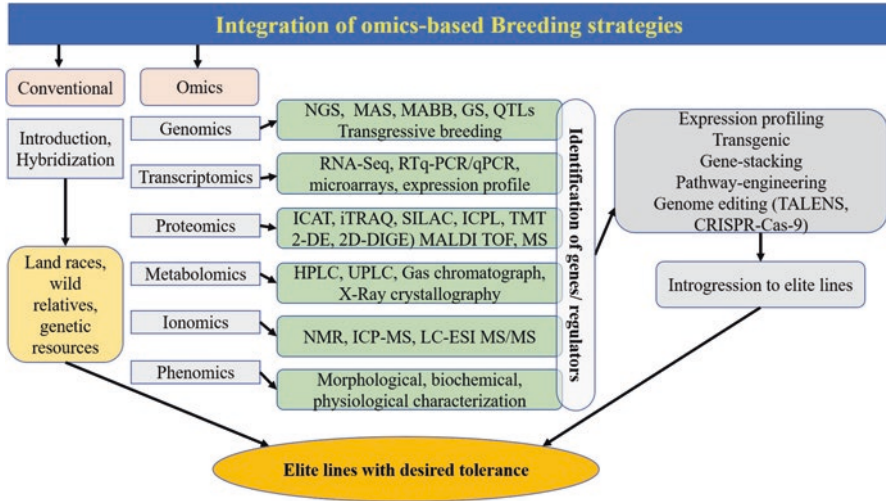 Integration of omics-based Breeding strategies
Conventional
Omics
Introduction,
Hybridization
Land races,
wild
relatives,
genetic
resources
Genomics
NGS, MAS, MABB, GS, QTLs
Transgressive breeding
Transcriptomics
RNA-Seq, RTq-PCR/qPCR,
microarrays, expression profile
Proteomics
ICAT, iTRAQ, SILAC, ICPL, TMT
2-DE, 2D-DIGE) MALDI TOF, MS
Metabolomics
HPLC, UPLC, Gas chromatograph,
X-Ray crystallography
Ionomics
NMR, ICP-MS, LC-ESI MS/MS
Phenomics
Morphological, biochemical,
physiological characterization
Identification of genes/ regulators
Expression profiling
Transgenic
Gene-stacking
Pathway-engineering
Genome editing (TALENS,
CRISPR-Cas-9)
Introgression to elite lines
Elite lines with desired tolerance